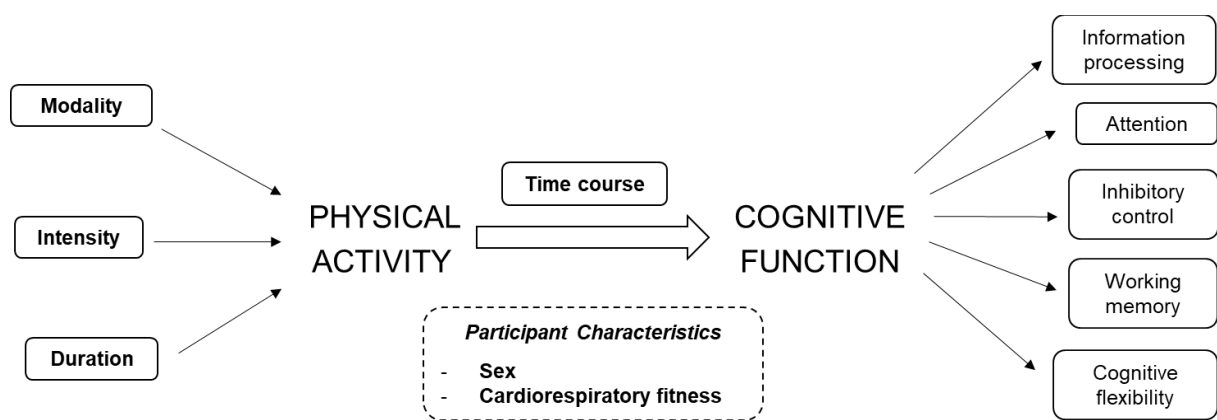 Modality
Intensity
Duration
PHYSICAL
ACTIVITY
Time course
Participant Characteristics
- Sex
- Cardiorespiratory fitness
COGNITIVE
FUNCTION
Information
processing
Attention
Inhibitory
control
Working
memory
Cognitive
flexibility